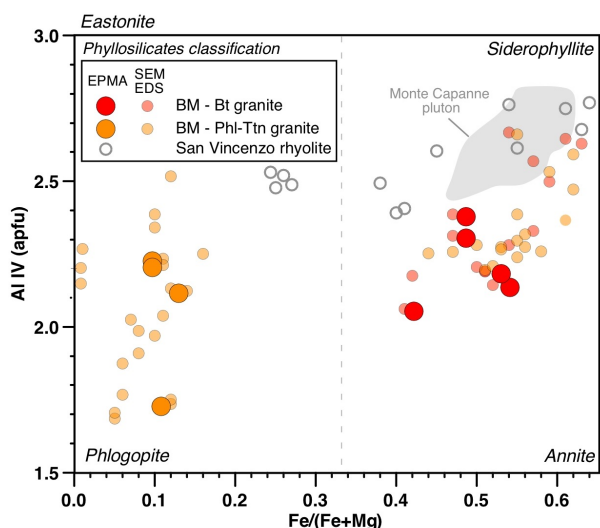 Eastonite
3.0
Phyllosilicates classification
Siderophyllite
EPMA
SEM
EDS
BM - Bt granite
BM - Phl-Ttn granite
San Vincenzo rhyolite
Monte Capanne
pluton
2.5
Al IV (apfu)
2.0
Phlogopite
Annite
1.5
0.0 0.1 0.2 0.3 0.4 0.5 0.6
Fe/(Fe+Mg)